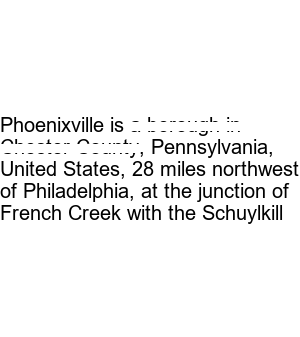 Phoenixville is a borough in
Chester County, Pennsylvania,
United States, 28 miles northwest
of Philadelphia, at the junction of
French Creek with the Schuylkill